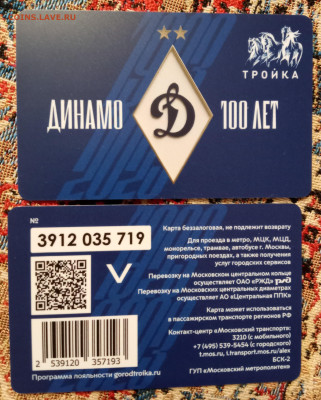 COINS.LAVE.RU
ТРОЙКА
ДИНАМО
Д
100 ЛЕТ
№
3912 035 719
Карта беззалоговая, не подлежит возврату
Для проезда в метро, МЦК, МЦД,
монорельсе, трамвае, автобусе г. Москвы,
пригородных поездах, а также получения
услуг городских сервисов
Перевозку на Московском центральном кольце
осуществляет ОАО «РЖД» РЖД
Перевозку на Московских центральных диаметрах
осуществляет АО «Центральная ППК»
Карта может использоваться
в пассажирском транспорте регионов РФ
Контакт-центр «Московский транспорт»:
3210 (с мобильного)
+7 (495) 539-5454 (с городского)
t.mos.ru, t.transport.mos.ru/alex
БСК-2
ГУП «Московский метрополитен»
2 539120 357193
Программа лояльности gorodtroika.ru